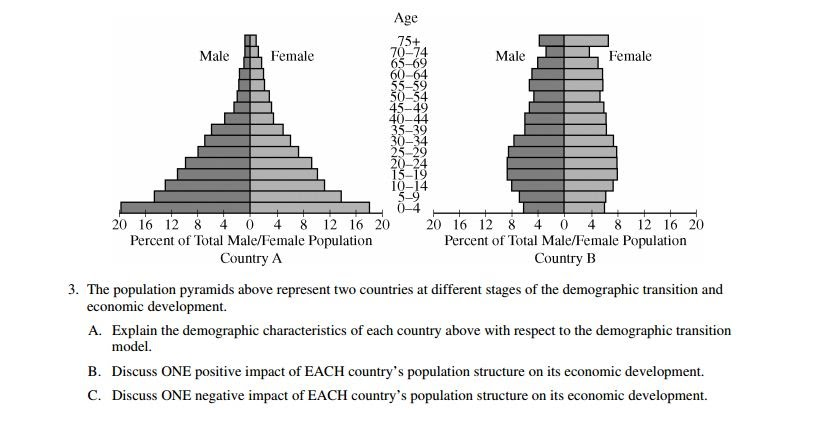 Age
75+
Male Female 70–74 Male Female
65–69
60–64
55–59
50–54
45–49
40–44
35–39
30–34
25–29
20–24
15–19
10–14
5–9
0–4
20 16 12 8 4 0 4 8 12 16 20 20 16 12 8 4 0 4 8 12 16 20
Percent of Total Male/Female Population Percent of Total Male/Female Population
Country A Country B
3. The population pyramids above represent two countries at different stages of the demographic transition and
economic development.
A. Explain the demographic characteristics of each country above with respect to the demographic transition
model.
B. Discuss ONE positive impact of EACH country's population structure on its economic development.
C. Discuss ONE negative impact of EACH country's population structure on its economic development.